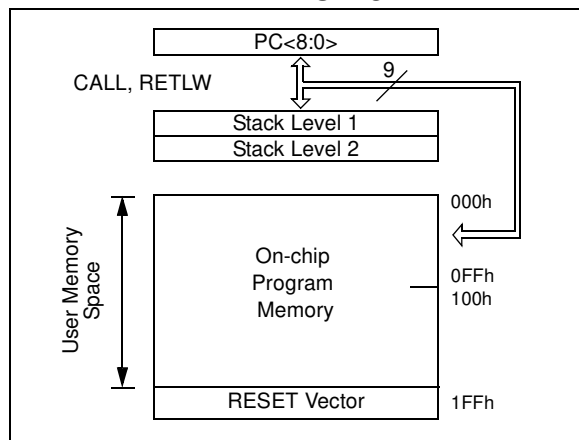 PC<8:0>
9
CALL, RETLW
Stack Level 1
Stack Level 2
000h
User Memory
Space
On-chip
Program
Memory
0FFh
100h
RESET Vector
1FFh